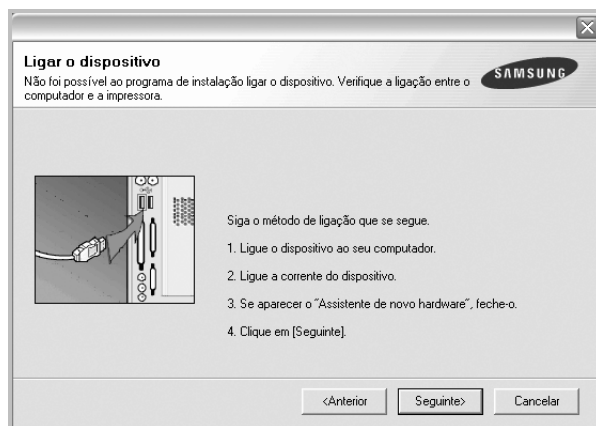 Ligar o dispositivo
Não foi possível ao programa de instalação ligar o dispositivo. Verifique a ligação entre o
computador e a impressora.
SAMSUNG
Siga o método de ligação que se segue.
1. Ligue o dispositivo ao seu computador.
2. Ligue a corrente do dispositivo.
3. Se aparecer o "Assistente de novo hardware", feche-o.
4. Clique em [Seguinte].
<Anterior
Seguinte>
Cancelar